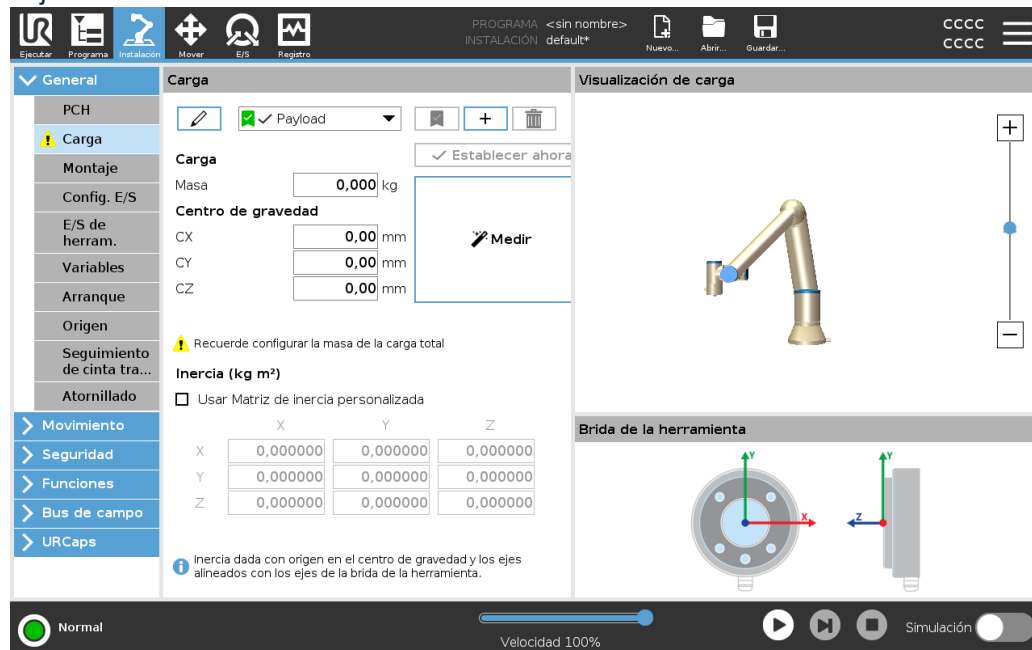 UR
PROGRAMA <sin nombre>
INSTALACIÓN default*
CCCC
CCCC
Ejecutar Programa Instalación Mover E/S Registro Nuevo... Abrir... Guardar...
General
PCH
Carga
Montaje
Config. E/S
E/S de
herram.
Variables
Arranque
Origen
Seguimiento
de cinta tra...
Atornillado
Movimiento
Seguridad
Funciones
Bus de campo
URCaps
Carga
Payload
+
Establecer ahora
Carga
Masa 0,000 kg
Centro de gravedad
CX 0,00 mm
CY 0,00 mm
CZ 0,00 mm
Medir
Recuerde configurar la masa de la carga total
Inercia (kg m²)
Usar Matriz de inercia personalizada
X Y Z
X 0,000000 0,000000 0,000000
Y 0,000000 0,000000 0,000000
Z 0,000000 0,000000 0,000000
Inercia dada con origen en el centro de gravedad y los ejes
alineados con los ejes de la brida de la herramienta.
Visualización de carga
Brida de la herramienta
Y Y
X Z
Normal
Velocidad 100%
Simulación